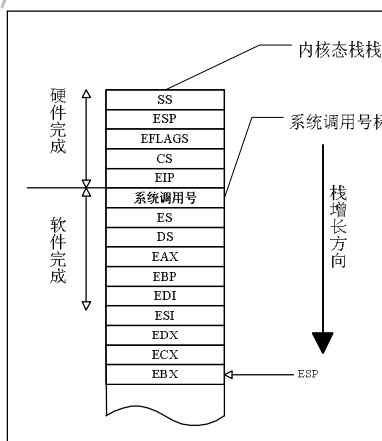 内核态栈栈
SS
ESP
EFLAGS
CS
EIP
硬件完成
系统调用号
系统调用号
ES
DS
EAX
EBP
EDI
ESI
EDX
ECX
EBX
软件完成
栈增长方向
ESP